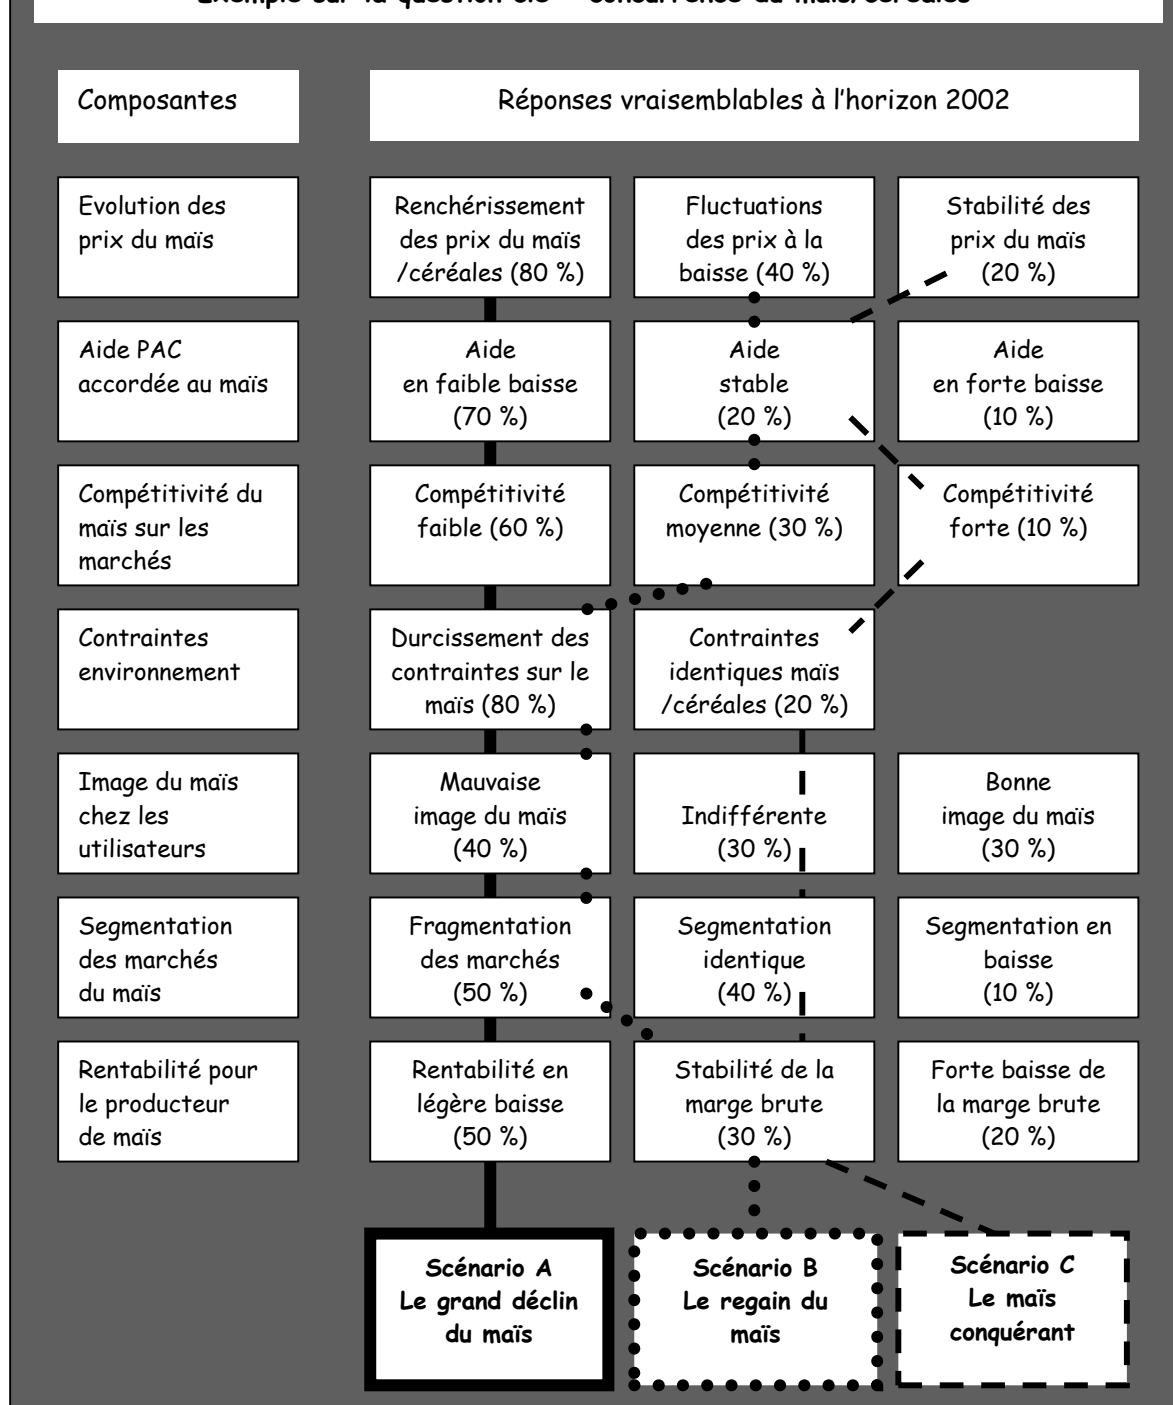 Composantes
Réponses vraisemblables à l'horizon 2002
Evolution des
prix du maïs
Renchérissement
des prix du maïs
/céréales (80 %)
Fluctuations
des prix à la
baisse (40 %)
Stabilité des
prix du maïs
(20 %)
Aide PAC
accordée au maïs
Aide
en faible baisse
(70 %)
Aide
stable
(20 %)
Aide
en forte baisse
(10 %)
Compétitivité du
maïs sur les
marchés
Compétitivité
faible (60 %)
Compétitivité
moyenne (30 %)
Compétitivité
forte (10 %)
Contraintes
environnement
Durcissement des
contraintes sur le
maïs (80 %)
Contraintes
identiques maïs
/céréales (20 %)
Image du maïs
chez les
utilisateurs
Mauvaise
image du maïs
(40 %)
Indifférente
(30 %)
Bonne
image du maïs
(30 %)
Segmentation
des marchés
du maïs
Fragmentation
des marchés
(50 %)
Segmentation
identique
(40 %)
Segmentation en
baisse
(10 %)
Rentabilité pour
le producteur
de maïs
Rentabilité en
légère baisse
(50 %)
Stabilité de la
marge brute
(30 %)
Forte baisse de
la marge brute
(20 %)
Scénario A
Le grand déclin
du maïs
Scénario B
Le regain du
maïs
Scénario C
Le maïs
conquérant